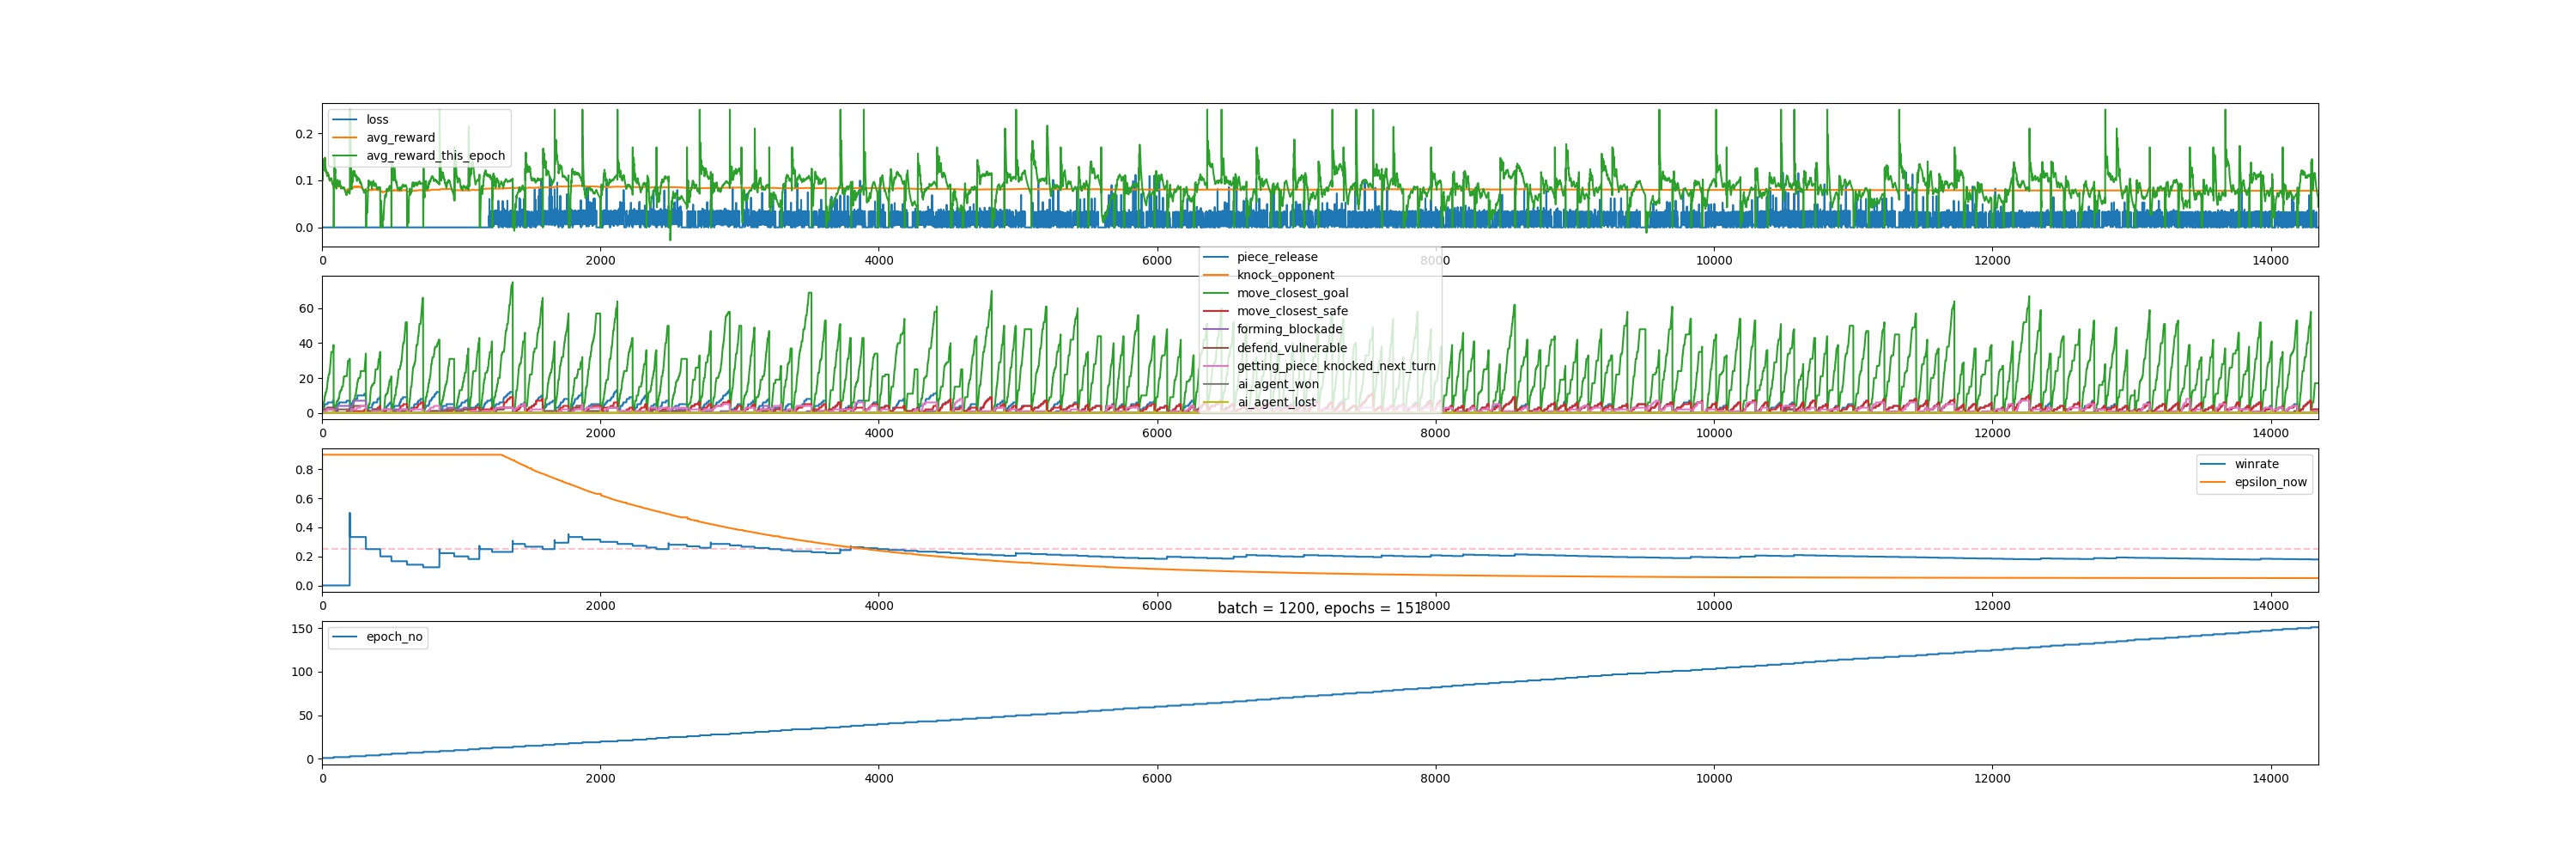 loss
avg_reward
avg_reward_this_epoch
0.2
0.1
0.0
0 2000 4000 6000 8000 10000 12000 14000
piece_release
knock_opponent
move_closest_goal
move_closest_safe
forming_blockade
defend_vulnerable
getting_piece_knocked_next_turn
ai_agent_won
ai_agent_lost
60
40
20
0
0 2000 4000 6000 8000 10000 12000 14000
winrate
epsilon_now
0.8
0.6
0.4
0.2
0.0
0 2000 4000 6000 8000 10000 12000 14000
batch = 1200, epochs = 151
epoch_no
150
100
50
0
0 2000 4000 6000 8000 10000 12000 14000